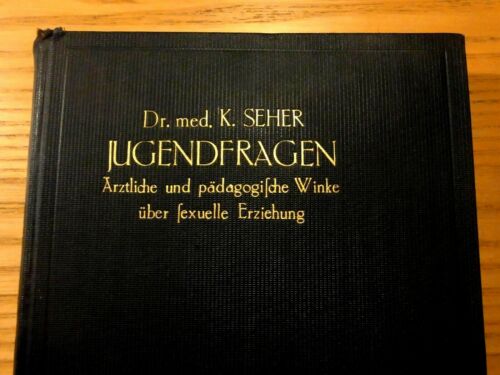 Dr. med. K. SEHER
JUGENDFRAGEN
Ärztliche und pädagogiſche Winke
über ſexuelle Erziehung